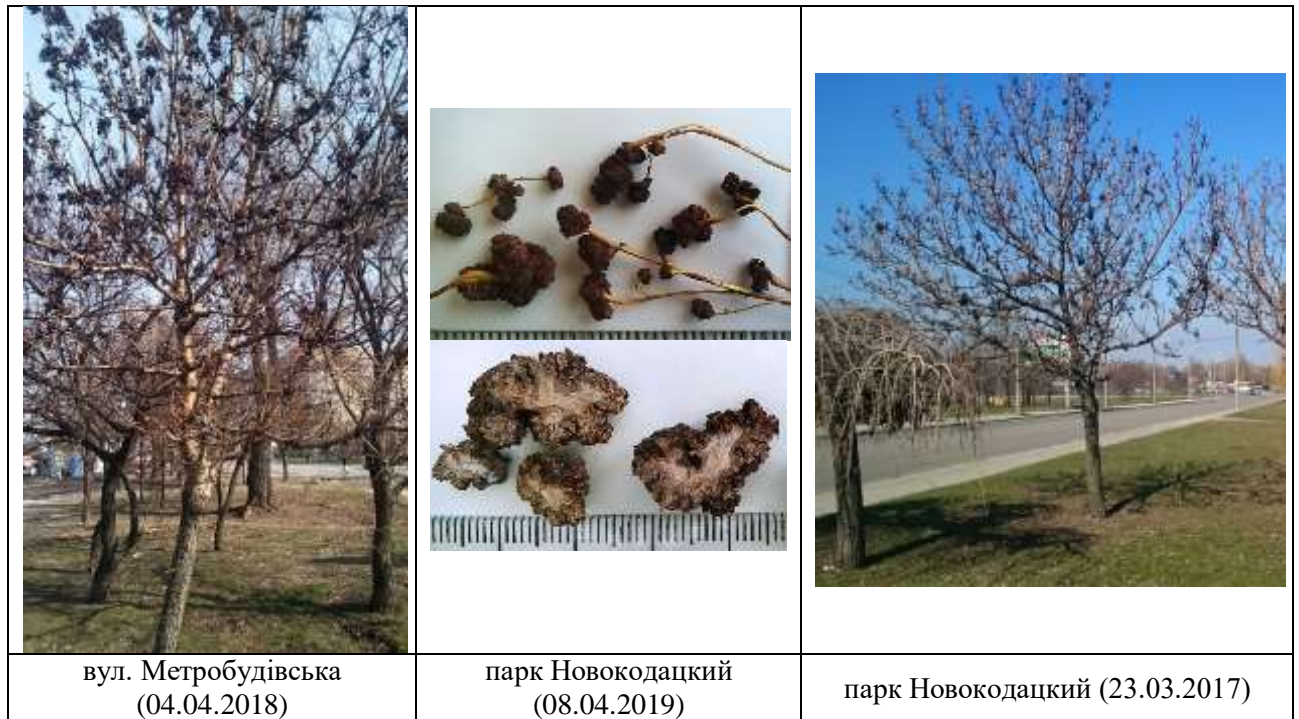 вул. Метробудівська
(04.04.2018)
парк Новокодацкий
(08.04.2019)
парк Новокодацкий (23.03.2017)